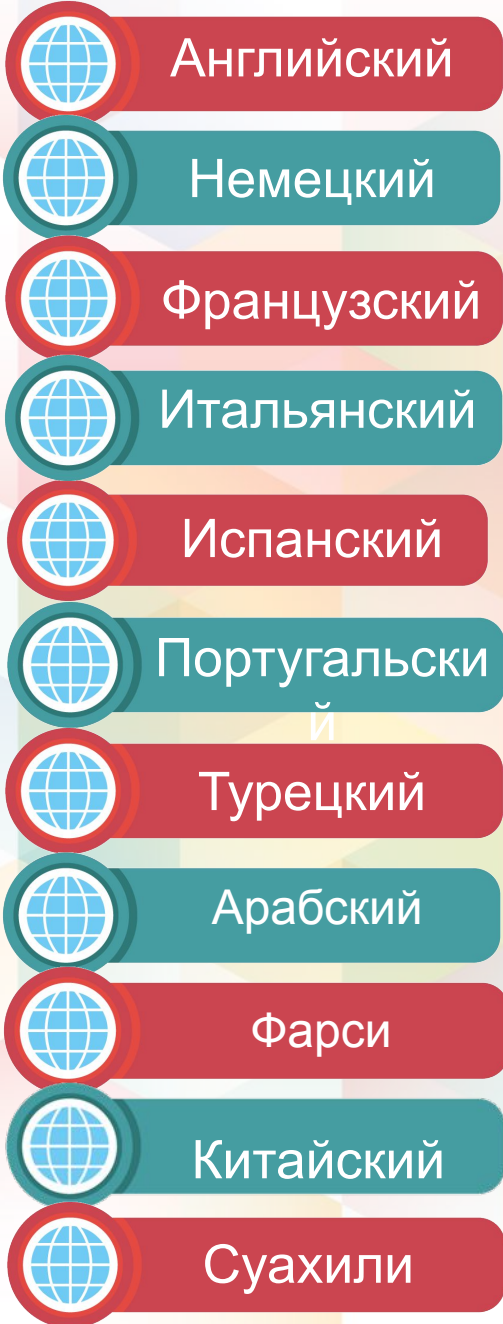 Английский
Немецкий
Французский
Итальянский
Испанский
Португальски
й
Турецкий
Арабский
Фарси
Китайский
Суахили